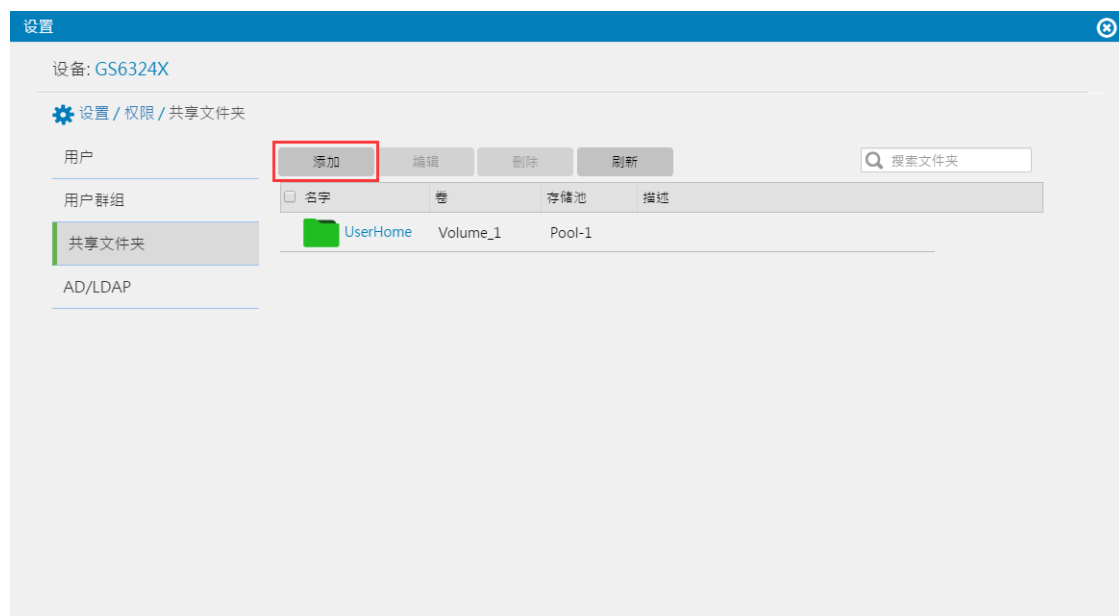 设置
设备: GS6324X
设置 / 权限 / 共享文件夹
用户
用户群组
共享文件夹
AD/LDAP
添加 编辑 删除 刷新 搜索文件夹
名字 卷 存储池 描述
UserHome Volume_1 Pool-1